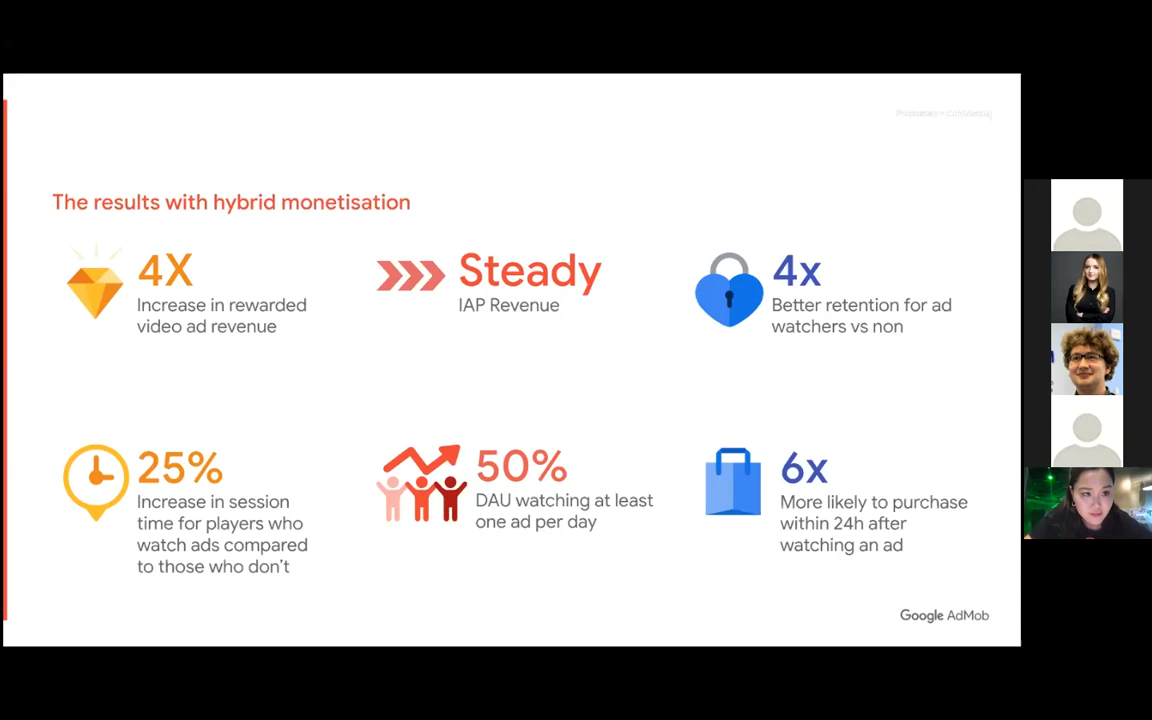 The results with hybrid monetisation
4X
Increase in rewarded
video ad revenue
Steady
IAP Revenue
4x
Better retention for ad
watchers vs non
25%
Increase in session
time for players who
watch ads compared
to those who don't
50%
DAU watching at least
one ad per day
6x
More likely to purchase
within 24h after
watching an ad
Google AdMob